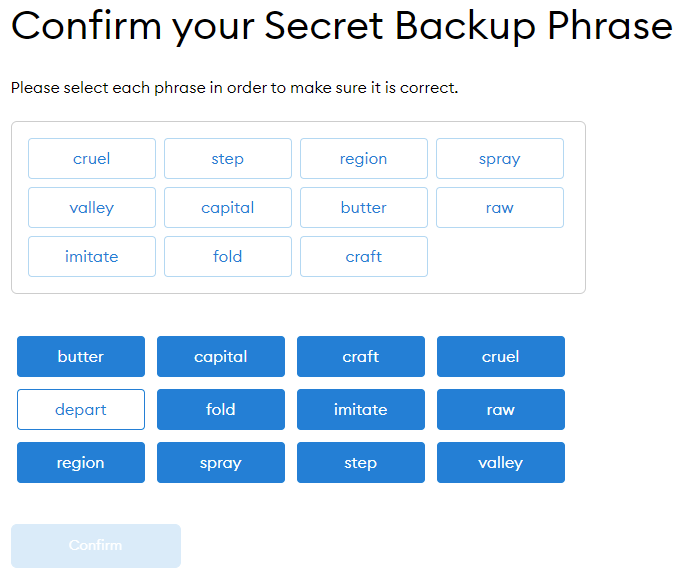 Confirm your Secret Backup Phrase
Please select each phrase in order to make sure it is correct.
cruel step region spray
valley capital butter raw
imitate fold craft
butter capital craft cruel
depart fold imitate raw
region spray step valley
Confirm